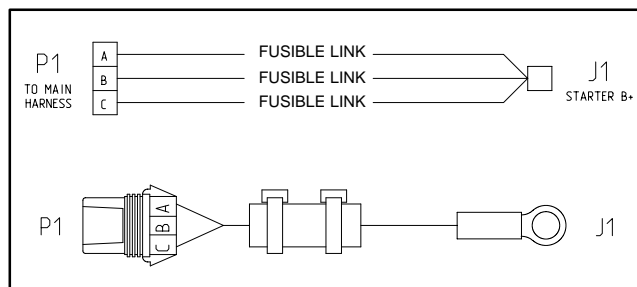 P1
TO MAIN
HARNESS
A
FUSIBLE LINK
B
FUSIBLE LINK
C
FUSIBLE LINK
J1
STARTER B+
P1
A
B
C
J1